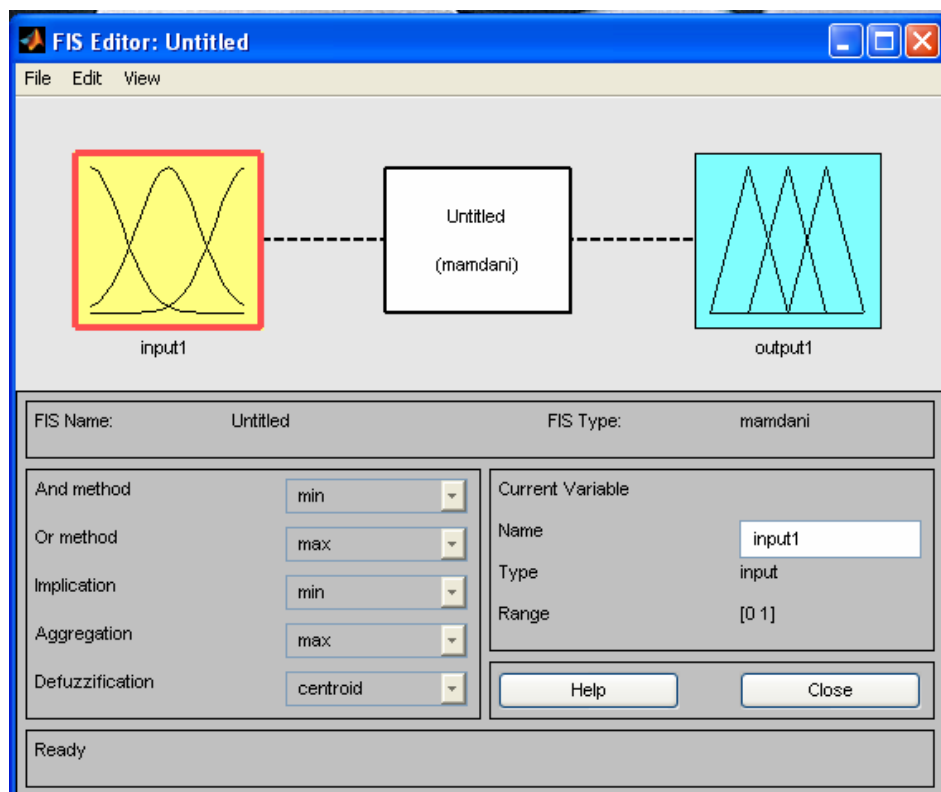 FIS Editor: Untitled
File Edit View
Untitled
(mamdani)
input1
output1
FIS Name: Untitled FIS Type: mamdani
And method min
Or method max
Implication min
Aggregation max
Defuzzification centroid
Current Variable
Name input1
Type input
Range [0 1]
Help Close
Ready